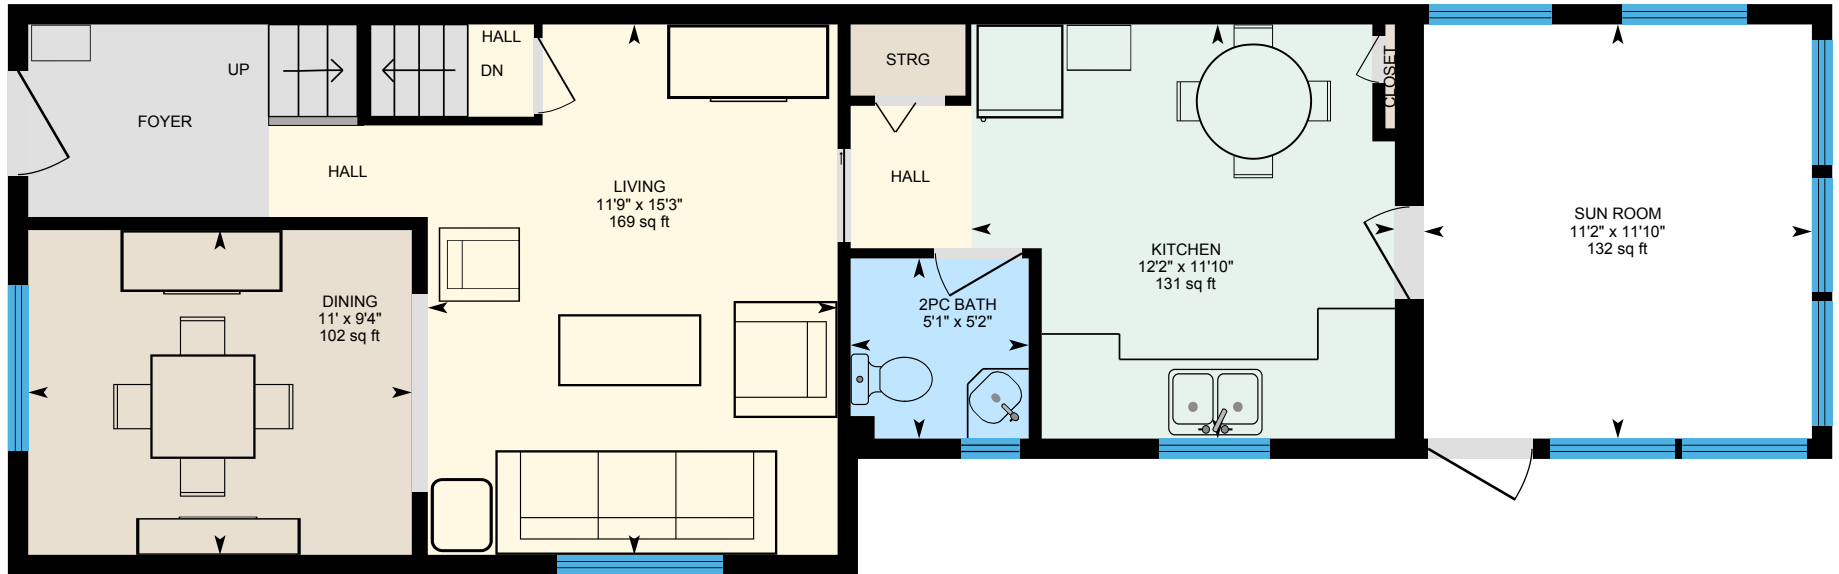 HALL
DN
UP
FOYER
HALL
LIVING
11'9" x 15'3"
169 sq ft
DINING
11' x 9'4"
102 sq ft
STRG
HALL
2PC BATH
5'1" x 5'2"
KITCHEN
12'2" x 11'10"
131 sq ft
CLOSET
SUN ROOM
11'2" x 11'10"
132 sq ft